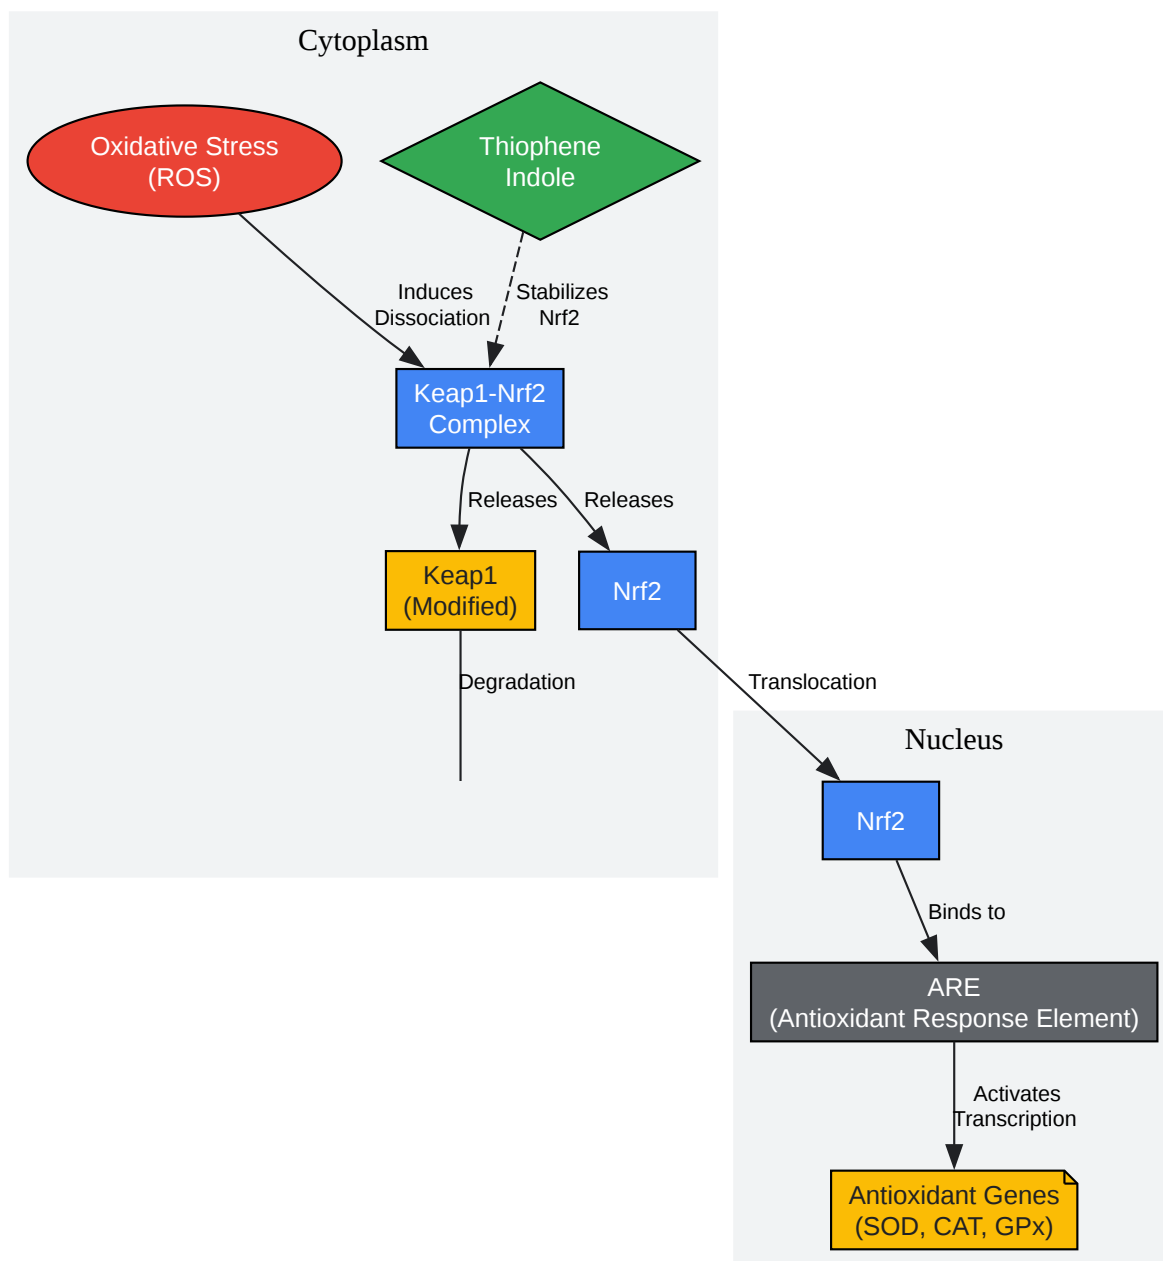 Cytoplasm
Oxidative Stress
(ROS)
Thiophene
Indole
Induces
Dissociation
Stabilizes
Nrf2
Keap1-Nrf2
Complex
Releases
Releases
Keap1
(Modified)
Nrf2
Degradation
Translocation
Nucleus
Nrf2
Binds to
ARE
(Antioxidant Response Element)
Activates
Transcription
Antioxidant Genes
(SOD, CAT, GPx)